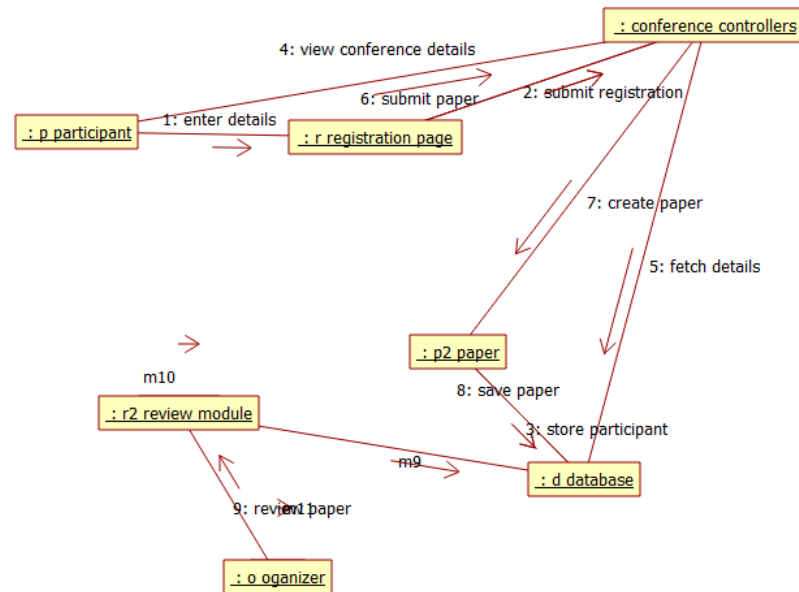 : conference controllers
4: view conference details
6: submit paper
2: submit registration
1: enter details
: p participant
: r registration page
7: create paper
5: fetch details
: p2 paper
m10
8: save paper
: r2 review module
3: store participant
m9
: d database
9: review paper
m11
: o oganizer